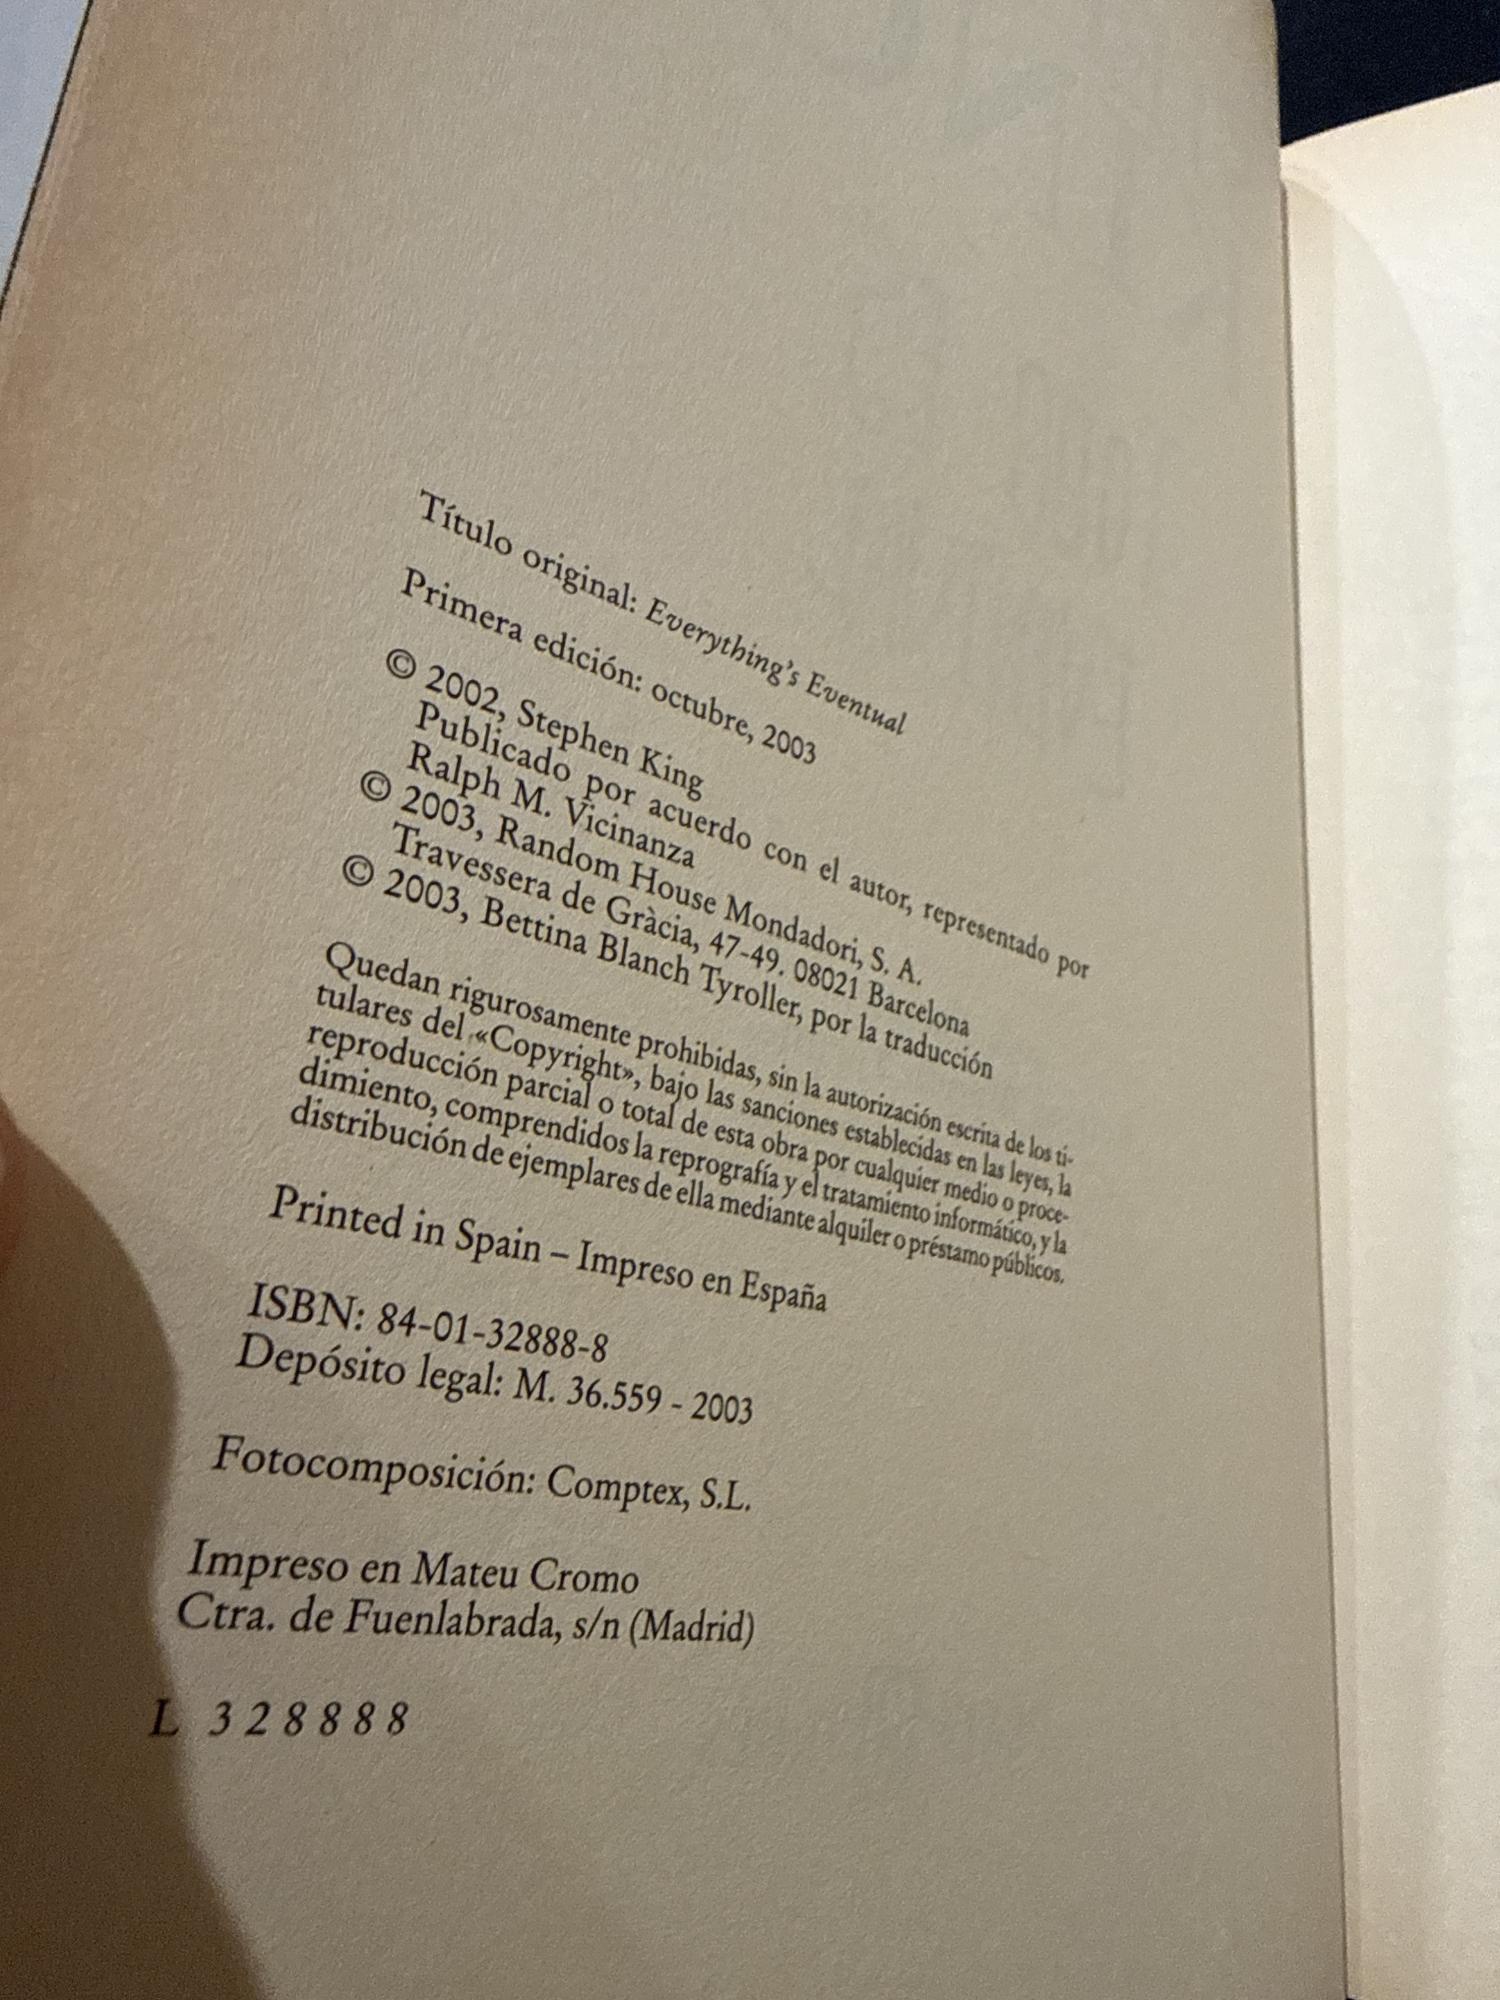 Título original: Everything's Eventual
Primera edición: octubre, 2003
© 2002, Stephen King
Publicado por acuerdo con el autor, representado por
Ralph M. Vicinanza
© 2003, Random House Mondadori, S. A.
Travessera de Gràcia, 47-49. 08021 Barcelona
© 2003, Bettina Blanch Tyroller, por la traducción
Quedan rigurosamente prohibidas, sin la autorización escrita de los ti-
tulares del «Copyright», bajo las sanciones establecidas en las leyes, la
reproducción parcial o total de esta obra por cualquier medio o proce-
dimiento, comprendidos la reprografía y el tratamiento informático, y la
distribución de ejemplares de ella mediante alquiler o préstamo públicos.
Printed in Spain – Impreso en España
ISBN: 84-01-32888-8
Depósito legal: M. 36.559 - 2003
Fotocomposición: Comptex, S.L.
Impreso en Mateu Cromo
Ctra. de Fuenlabrada, s/n (Madrid)
L 328888